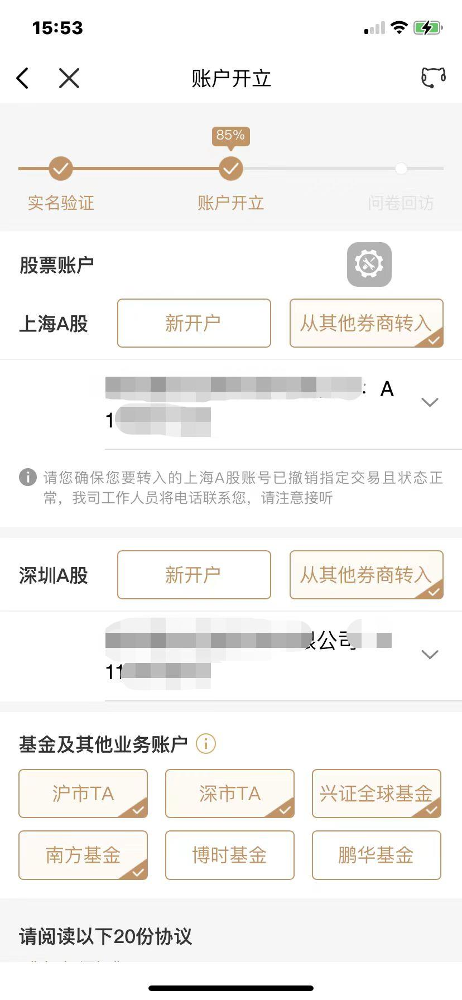 15:53
账户开立
85%
实名验证 账户开立 问卷回访
股票账户
上海A股 新开户 从其他券商转入
: A
1
请您确保您要转入的上海A股账号已撤销指定交易且状态正
常，我司工作人员将电话联系您，请注意接听
深圳A股 新开户 从其他券商转入
公司
11
基金及其他业务账户
沪市TA 深市TA 兴证全球基金
南方基金 博时基金 鹏华基金
请阅读以下20份协议